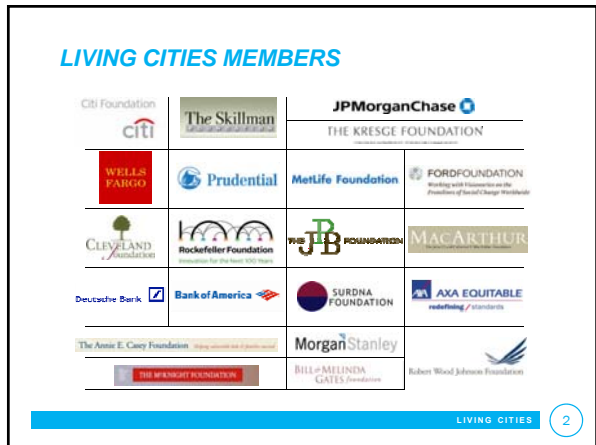 LIVING CITIES MEMBERS
Citi Foundation
citi
The Skillman
JPMorganChase
THE KRESGE FOUNDATION
WELLS
FARGO
Prudential
MetLife Foundation
FORDFOUNDATION
Working with Visionaries on the
Frontlines of Social Change Worldwide
CLEVELAND
Foundation
Rockefeller Foundation
Innovation for the Next 100 Years
THE JPB FOUNDATION
MACARTHUR
Deutsche Bank
Bank of America
SURDNA
FOUNDATION
AXA EQUITABLE
redefining / standards
The Annie E. Casey Foundation
MorganStanley
THE MCKNIGHT FOUNDATION
BILL & MELINDA
GATES foundation
Robert Wood Johnson Foundation
LIVING CITIES
2